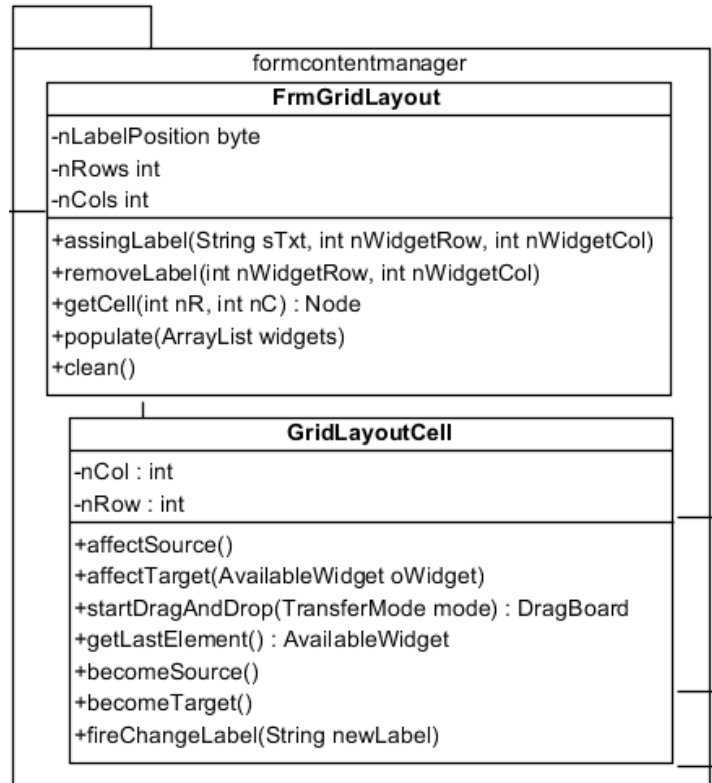 formcontentmanager
FrmGridLayout
-nLabelPosition byte
-nRows int
-nCols int
+assingLabel(String sTxt, int nWidgetRow, int nWidgetCol)
+removeLabel(int nWidgetRow, int nWidgetCol)
+getCell(int nR, int nC) : Node
+populate(ArrayList widgets)
+clean()
GridLayoutCell
-nCol : int
-nRow : int
+affectSource()
+affectTarget(AvailableWidget oWidget)
+startDragAndDrop(TransferMode mode) : DragBoard
+getLastElement() : AvailableWidget
+becomeSource()
+becomeTarget()
+fireChangeLabel(String newLabel)